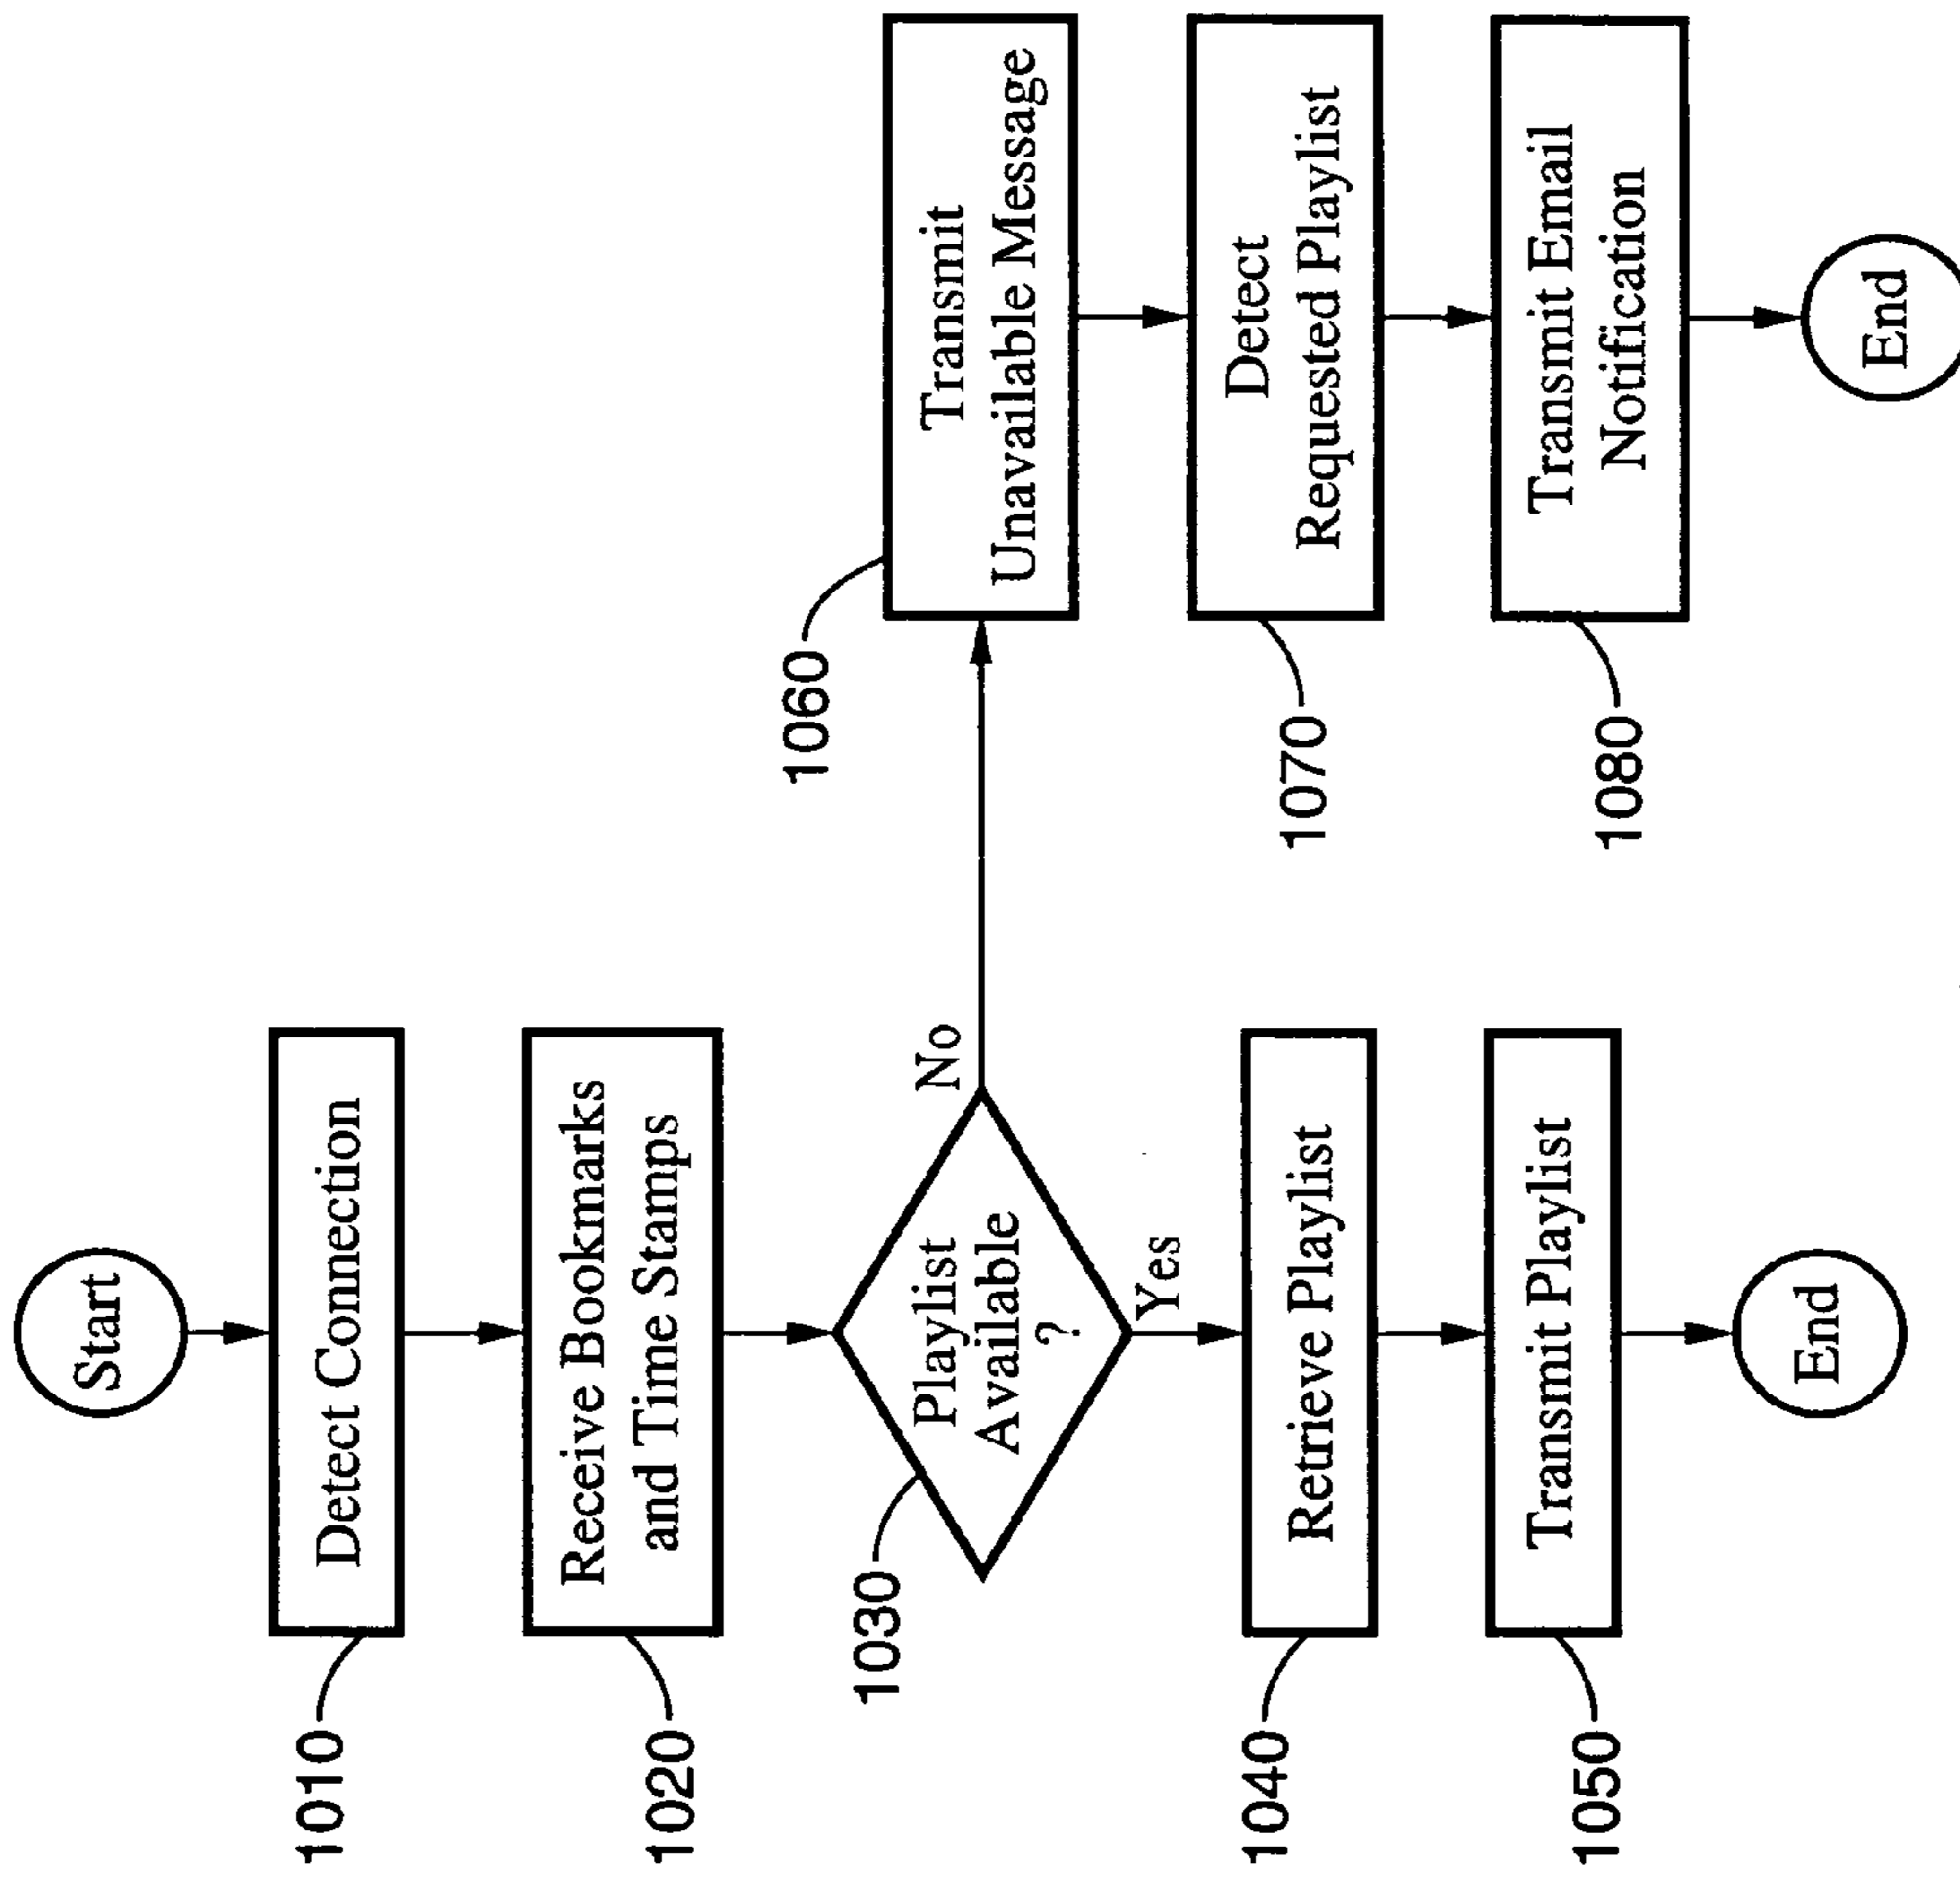 Start
1010
Detect Connection
1020
Receive Bookmarks
and Time Stamps
1030
Playlist
Available
?
No
Yes
1040
Retrieve Playlist
1050
Transmit Playlist
End
1060
Transmit
Unavailable Message
1070
Detect
Requested Playlist
1080
Transmit Email
Notification
End